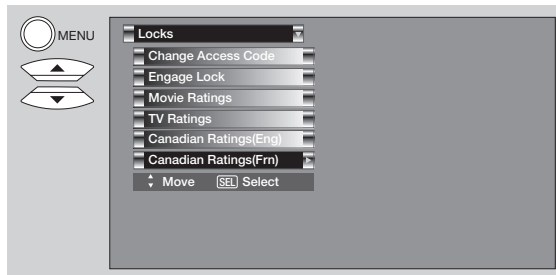 MENU
Locks
Change Access Code
Engage Lock
Movie Ratings
TV Ratings
Canadian Ratings(Eng)
Canadian Ratings(Frn)
Move SEL Select